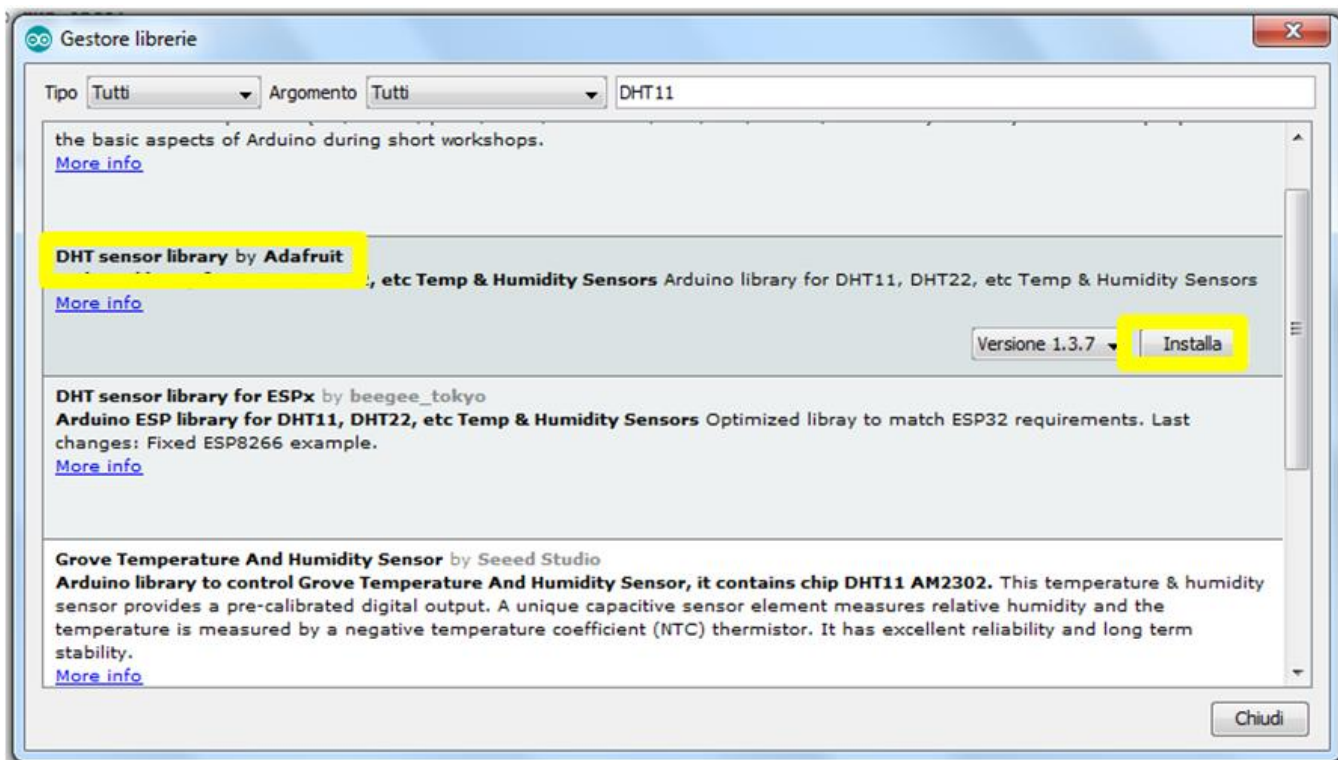 Gestore librerie
Tipo Tutti Argomento Tutti DHT11
the basic aspects of Arduino during short workshops.
More info
DHT sensor library by Adafruit
, etc Temp & Humidity Sensors Arduino library for DHT11, DHT22, etc Temp & Humidity Sensors
More info
Versione 1.3.7 Installa
DHT sensor library for ESPx by beegee_tokyo
Arduino ESP library for DHT11, DHT22, etc Temp & Humidity Sensors Optimized libray to match ESP32 requirements. Last
changes: Fixed ESP8266 example.
More info
Grove Temperature And Humidity Sensor by Seeed Studio
Arduino library to control Grove Temperature And Humidity Sensor, it contains chip DHT11 AM2302. This temperature & humidity
sensor provides a pre-calibrated digital output. A unique capacitive sensor element measures relative humidity and the
temperature is measured by a negative temperature coefficient (NTC) thermistor. It has excellent reliability and long term
stability.
More info
Chiudi